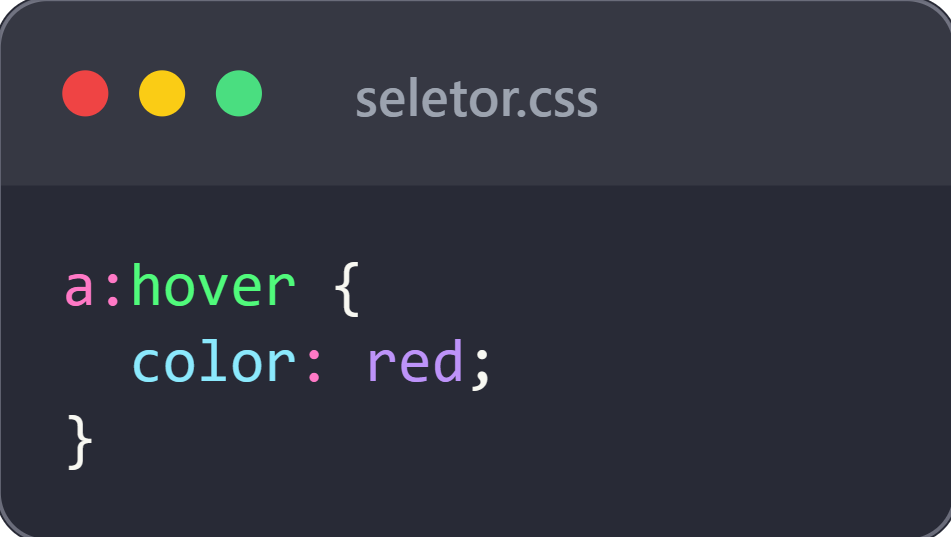 seletor.css
a:hover {
  color: red;
}